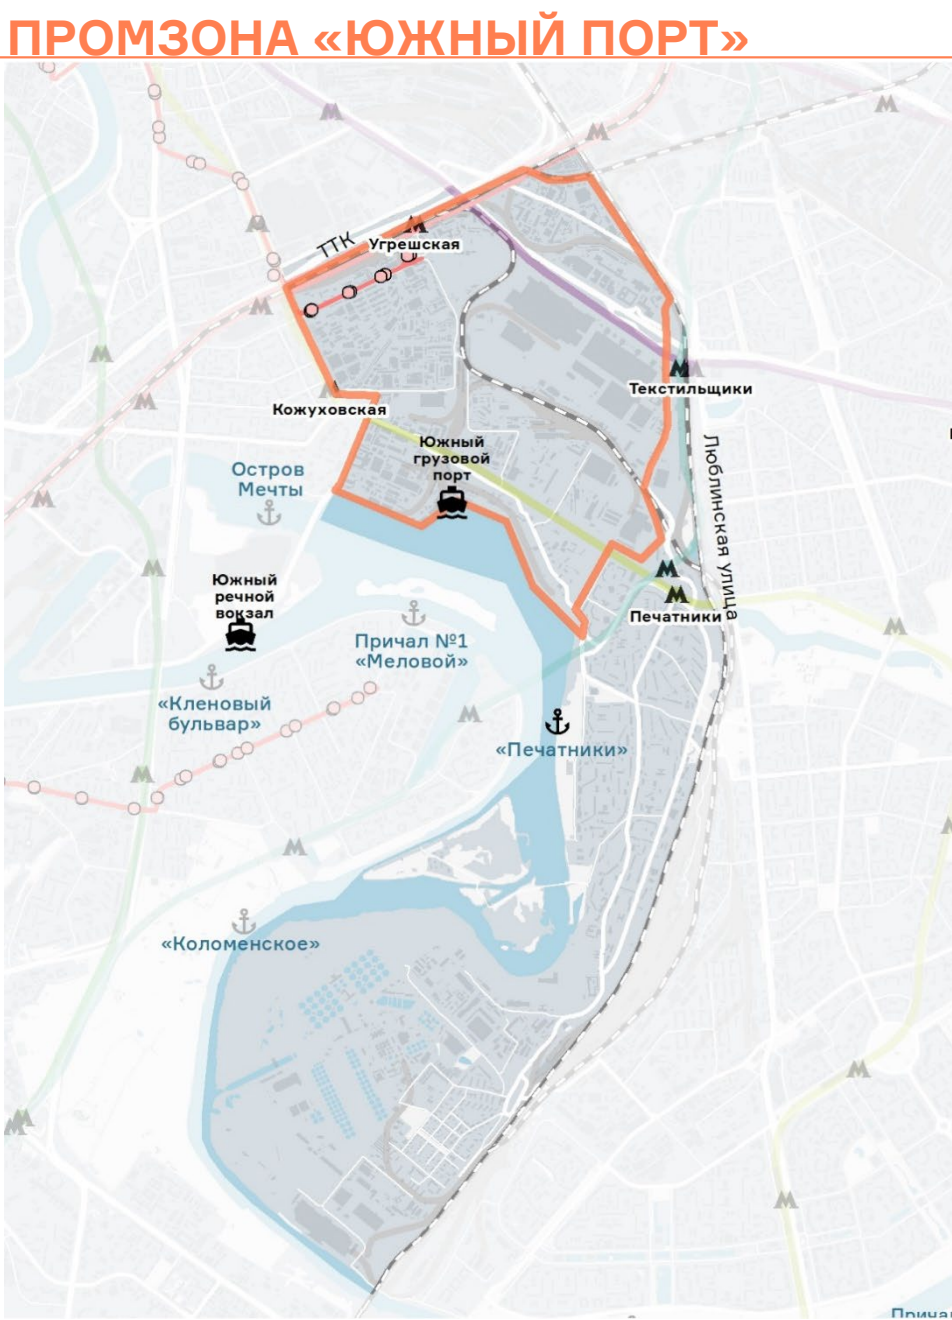 ПРОМЗОНА «ЮЖНЫЙ ПОРТ»
ТТК
Угрешская
Текстильщики
Кожуховская
Южный
грузовой
порт
Люблинская улица
Остров
Мечты
Южный
речной
вокзал
Печатники
Причал №1
«Меловой»
«Кленовый
бульвар»
«Печатники»
«Коломенское»